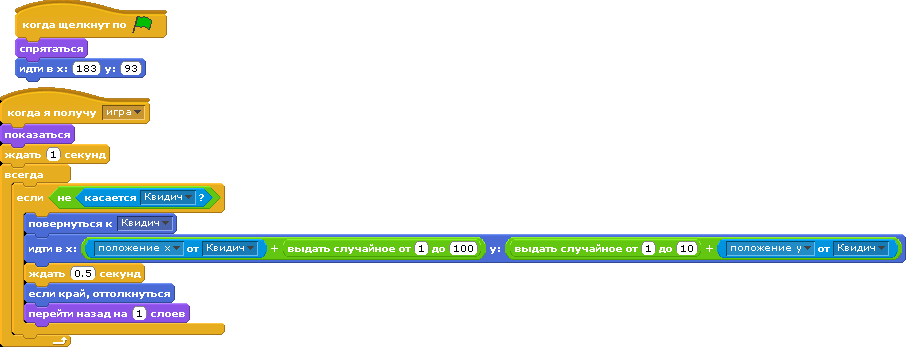 когда щелкнут по
спрятаться
идти в x: 183 y: 93
когда я получу игра
показаться
ждать 1 секунд
всегда
если не касается Квидич ?
повернуться к Квидич
идти в x: положение x от Квидич + выдать случайное от 1 до 100 y: выдать случайное от 1 до 10 + положение y от Квидич
ждать 0.5 секунд
если край, оттолкнуться
перейти назад на 1 слоев